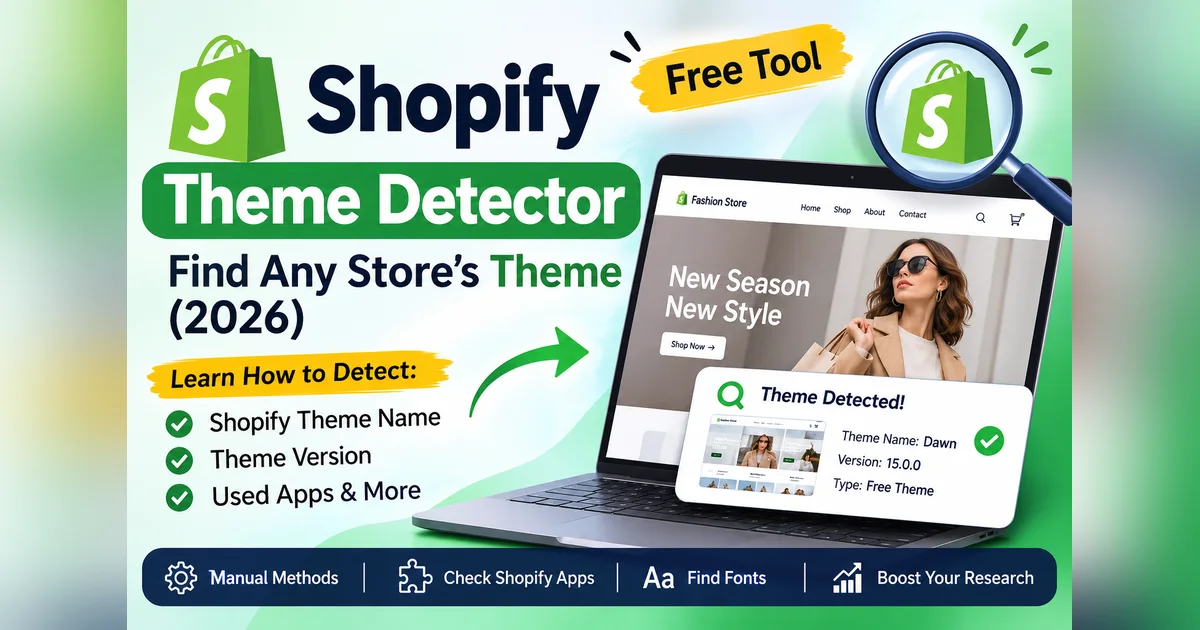 S
Shopify
Free Tool
S
Theme Detector
Find Any Store's Theme
(2026)
Learn How to Detect:
Shopify Theme Name
Theme Version
Used Apps & More
Fashion Store
Home
Shop
About
Contact
New Season
New Style
Shop Now →
Theme Detected!
Theme Name: Dawn
Version: 15.0.0
Type: Free Theme
Manual Methods
Check Shopify Apps
Aa
Find Fonts
Boost Your Research